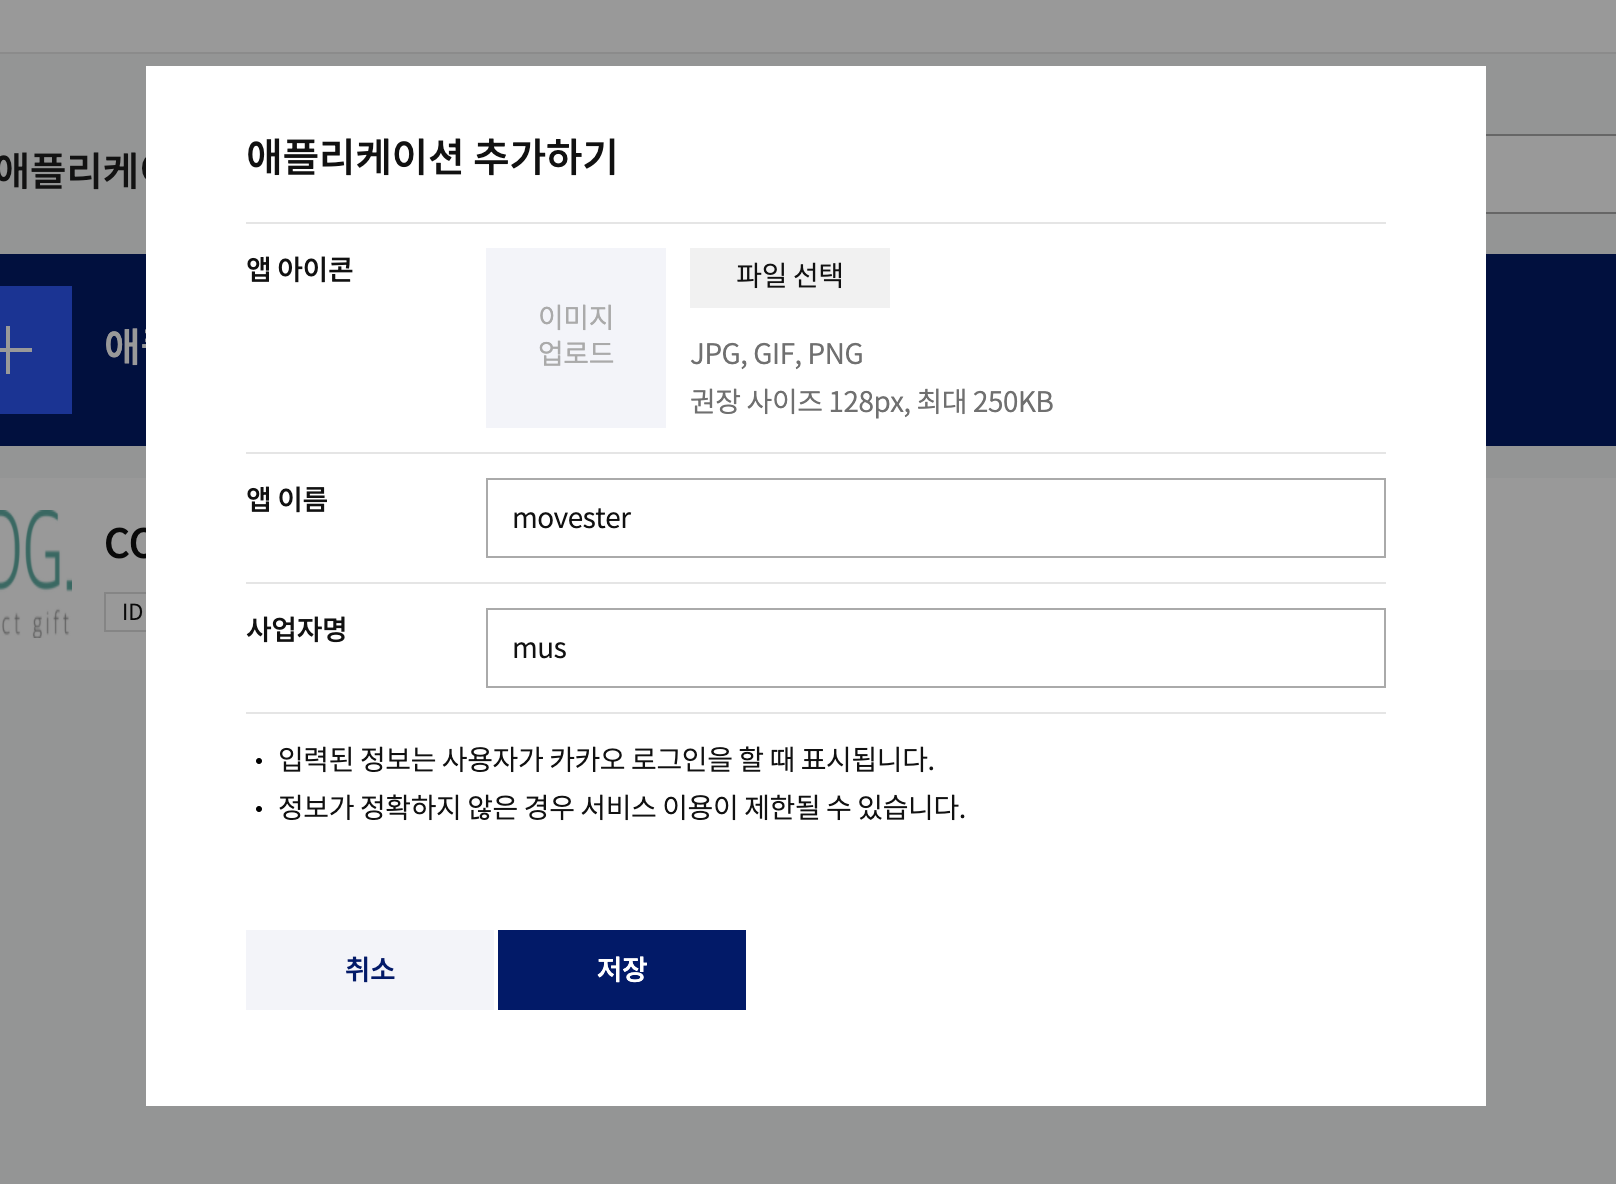 애플리케이션 추가하기
앱 아이콘
이미지
업로드
파일 선택
JPG, GIF, PNG
권장 사이즈 128px, 최대 250KB
앱 이름
movester
사업자명
mus
• 입력된 정보는 사용자가 카카오 로그인을 할 때 표시됩니다.
• 정보가 정확하지 않은 경우 서비스 이용이 제한될 수 있습니다.
취소
저장
애플리케
애
OG.
ct gift
CO
ID